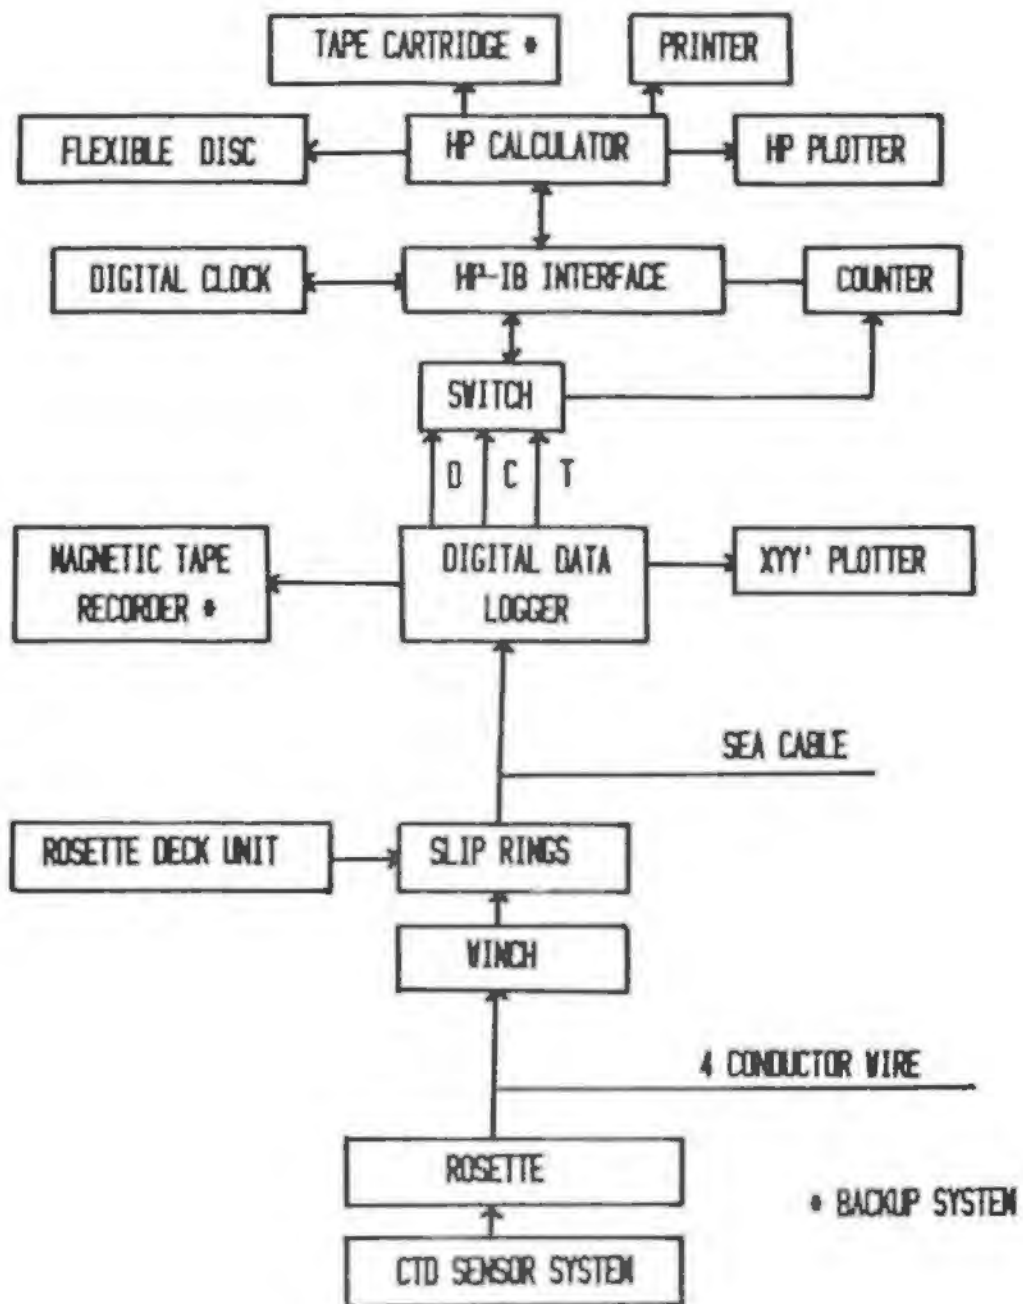 TAPE CARTRIDGE *
PRINTER
FLEXIBLE DISC
HP CALCULATOR
HP PLOTTER
DIGITAL CLOCK
HP-IB INTERFACE
COUNTER
SWITCH
D C T
MAGNETIC TAPE
RECORDER *
DIGITAL DATA
LOGGER
XYY' PLOTTER
SEA CABLE
ROSETTE DECK UNIT
SLIP RINGS
WINCH
4 CONDUCTOR WIRE
ROSETTE
* BACKUP SYSTEM
CTD SENSOR SYSTEM